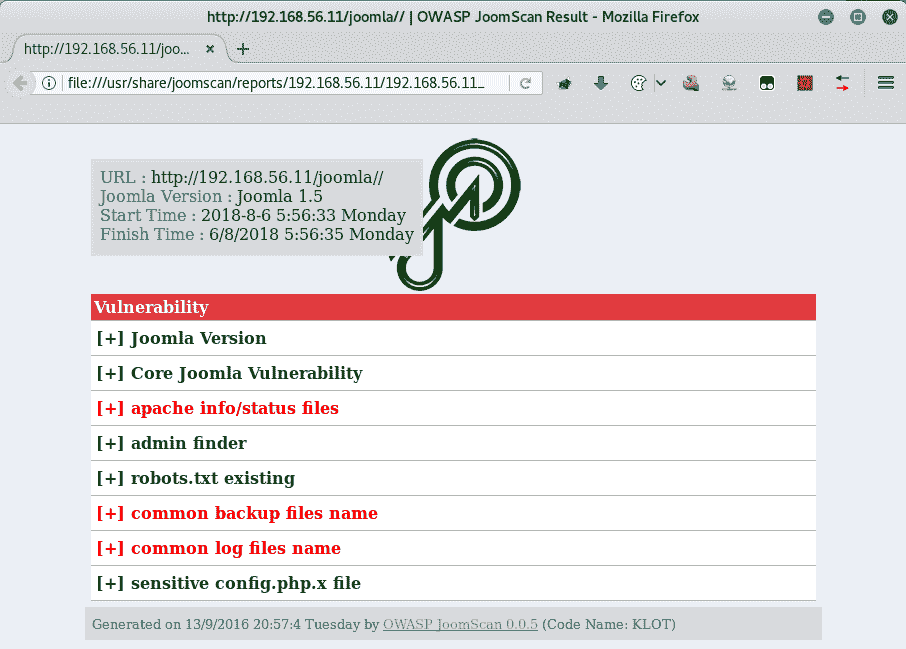 http://192.168.56.11/joomla// | OWASP JoomScan Result - Mozilla Firefox
http://192.168.56.11/joo...
file:///usr/share/joomscan/reports/192.168.56.11/192.168.56.11_
URL : http://192.168.56.11/joomla//
Joomla Version : Joomla 1.5
Start Time : 2018-8-6 5:56:33 Monday
Finish Time : 6/8/2018 5:56:35 Monday
Vulnerability
[+] Joomla Version
[+] Core Joomla Vulnerability
[+] apache info/status files
[+] admin finder
[+] robots.txt existing
[+] common backup files name
[+] common log files name
[+] sensitive config.php.x file
Generated on 13/9/2016 20:57:4 Tuesday by OWASP JoomScan 0.0.5 (Code Name: KLOT)